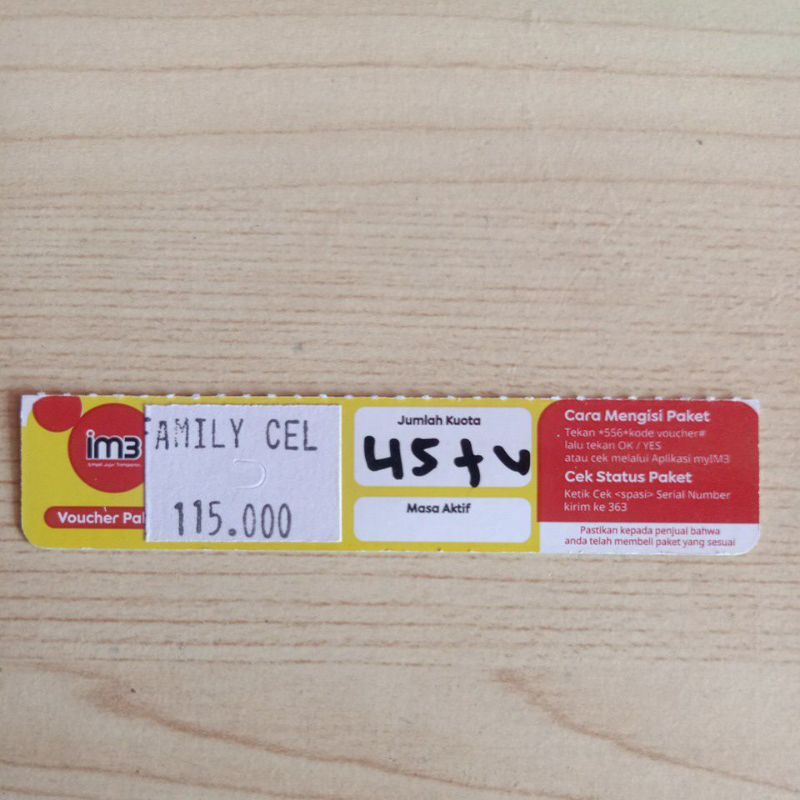 im3
Voucher
FAMILY CEL
115.000
Jumlah Kuota
45+v
Masa Aktif
Cara Mengisi Paket
Tekan *556*kode voucher#
lalu tekan OK / YES
atau cek melalui Aplikasi myIM3
Cek Status Paket
Ketik Cek <spasi> Serial Number
kirim ke 363
Pastikan kepada penjual bahwa
anda telah membeli paket yang sesuai